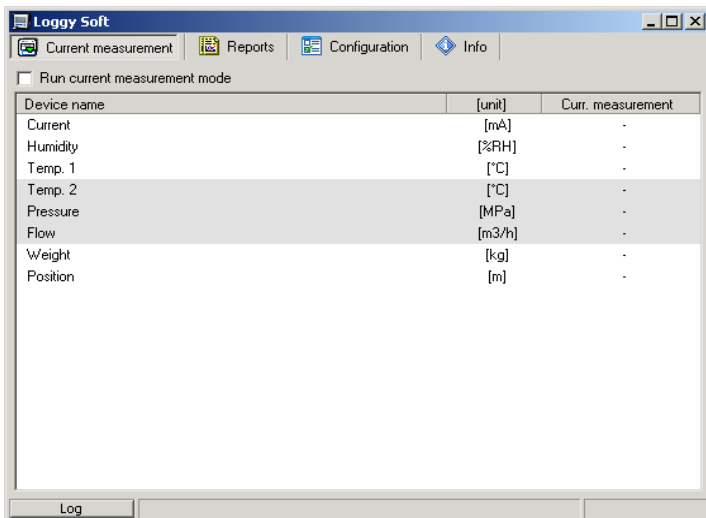 Loggy Soft
Current measurement Reports Configuration Info
Run current measurement mode
Device name [unit] Curr. measurement
Current [mA] -
Humidity [%RH] -
Temp. 1 [°C] -
Temp. 2 [°C] -
Pressure [MPa] -
Flow [m3/h] -
Weight [kg] -
Position [m] -
Log